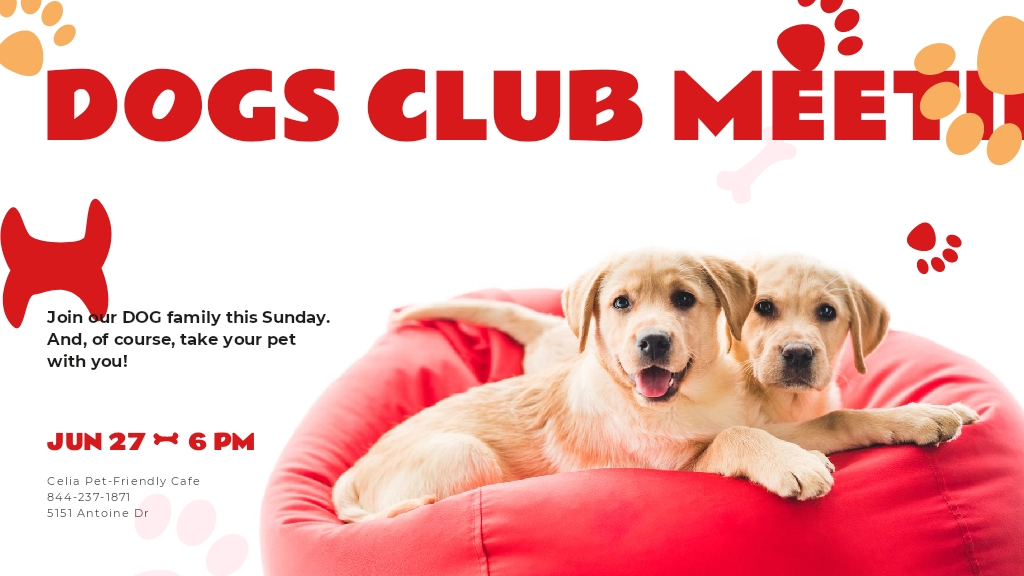 DOGS CLUB MEETI
Join our DOG family this Sunday.
And, of course, take your pet
with you!
JUN 27 6 PM
Celia Pet-Friendly Cafe
844-237-1871
5151 Antoine Dr